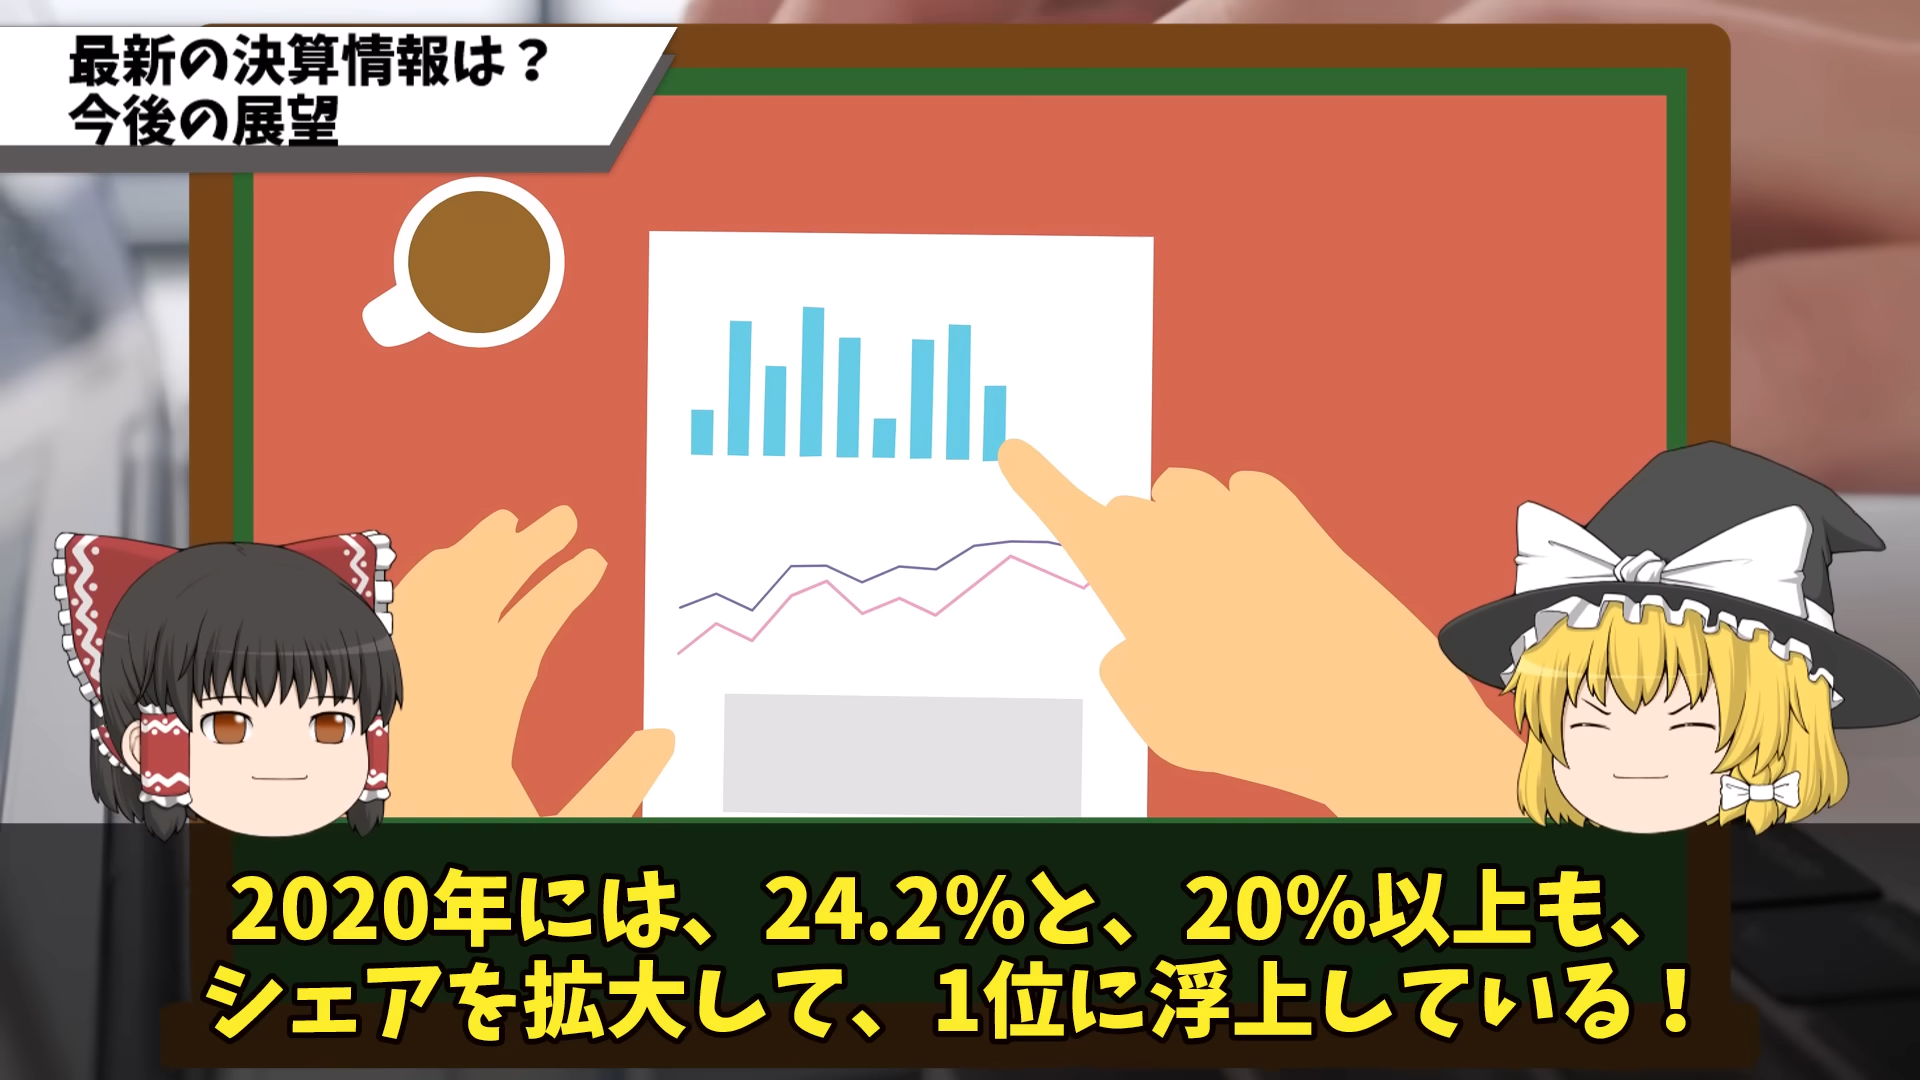 最新の決算情報は？
今後の展望
2020年には、24.2%と、20%以上も、
シェアを拡大して、1位に浮上している！